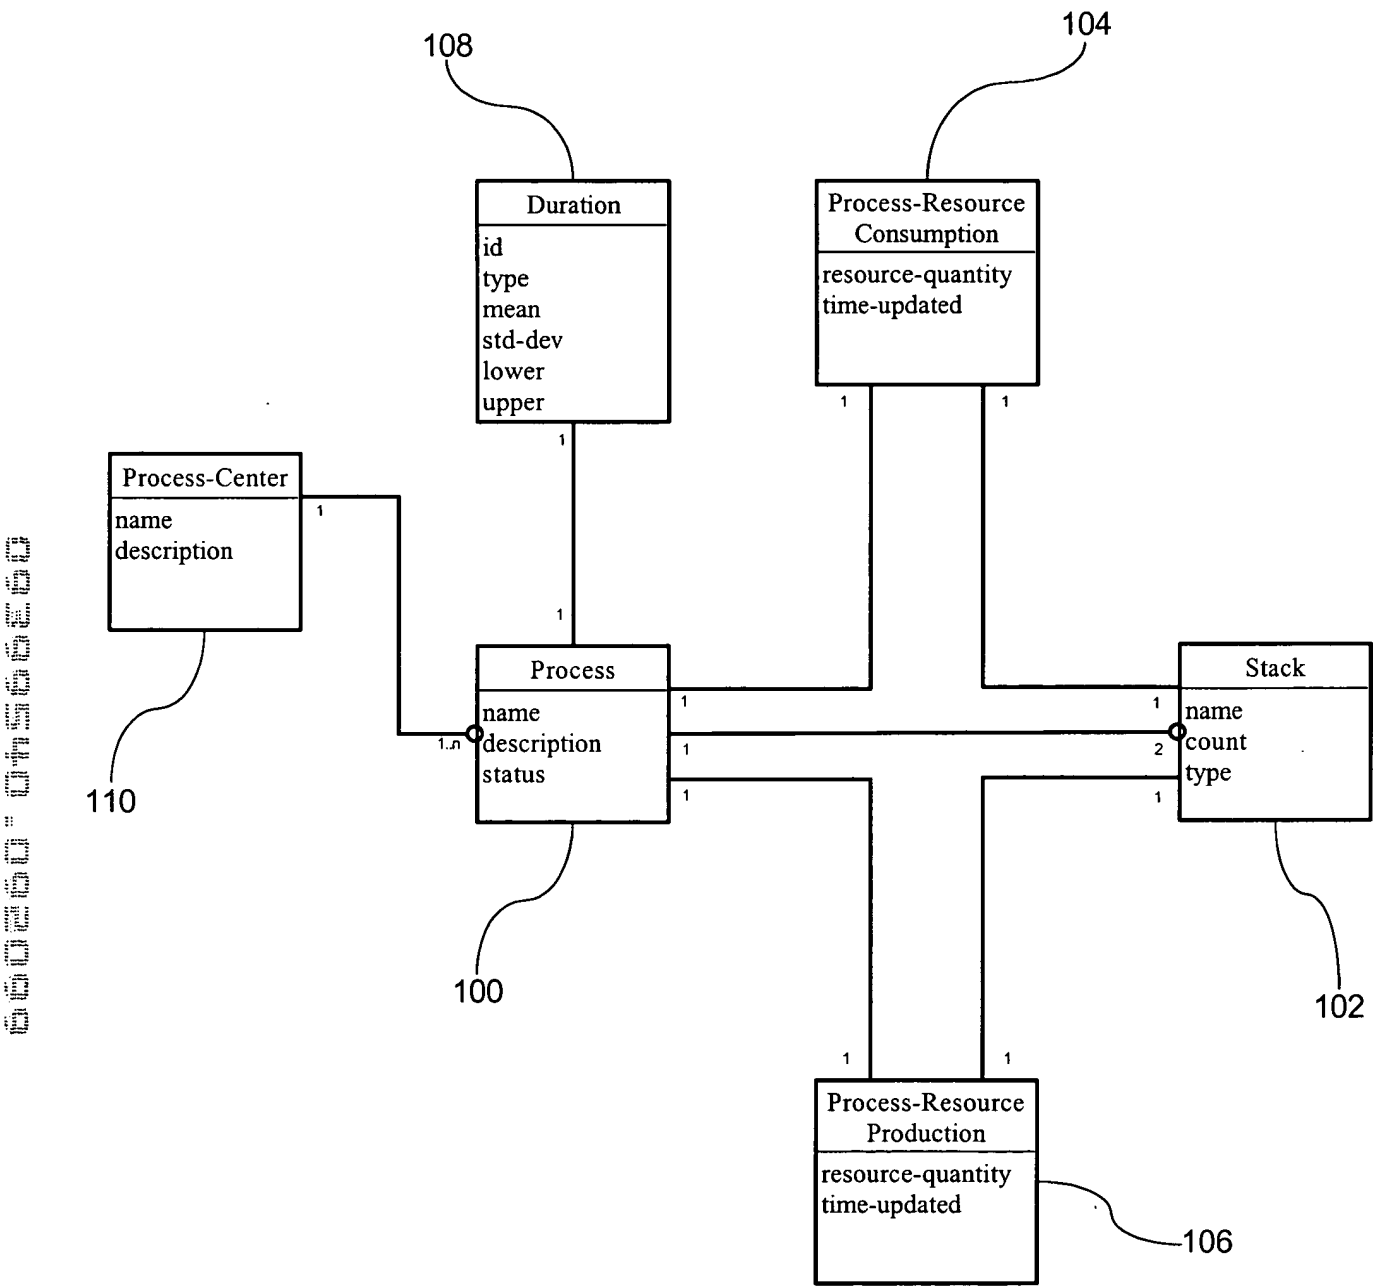 104
108
Duration
id
type
mean
std-dev
lower
upper
1
Process-Resource
Consumption
resource-quantity
time-updated
1
1
Process-Center
name
description
1
110
1
Process
name
description
status
1..n
1
1
1
100
Stack
name
count
type
1
2
1
102
1
1
Process-Resource
Production
resource-quantity
time-updated
106